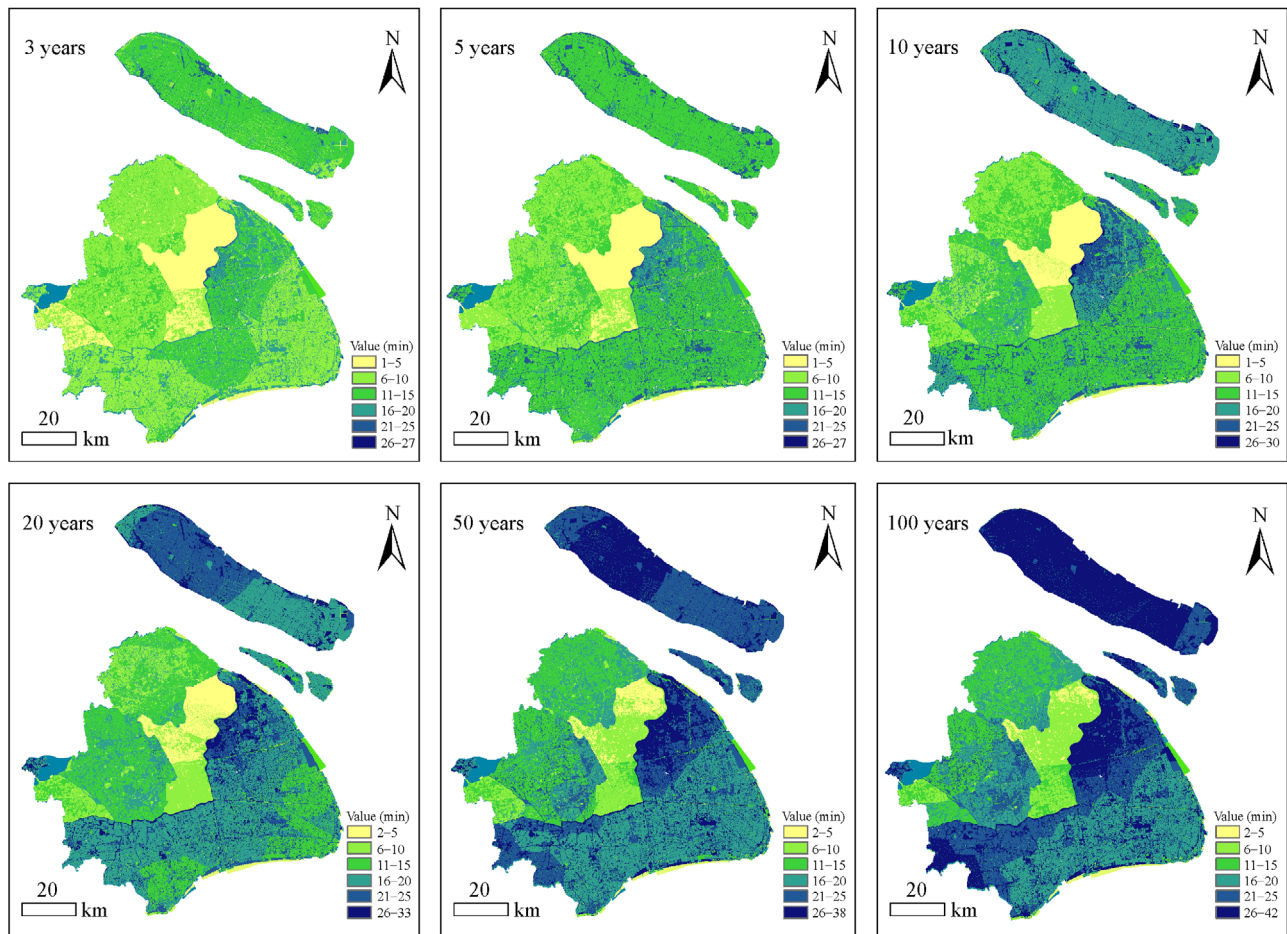 3 years
N
Value (min)
1–5
6–10
11–15
16–20
21–25
26–27
20
km
5 years
N
Value (min)
1–5
6–10
11–15
16–20
21–25
26–27
20
km
10 years
N
Value (min)
1–5
6–10
11–15
16–20
21–25
26–30
20
km
20 years
N
Value (min)
2–5
6–10
11–15
16–20
21–25
26–33
20
km
50 years
N
Value (min)
2–5
6–10
11–15
16–20
21–25
26–38
20
km
100 years
N
Value (min)
2–5
6–10
11–15
16–20
21–25
26–42
20
km